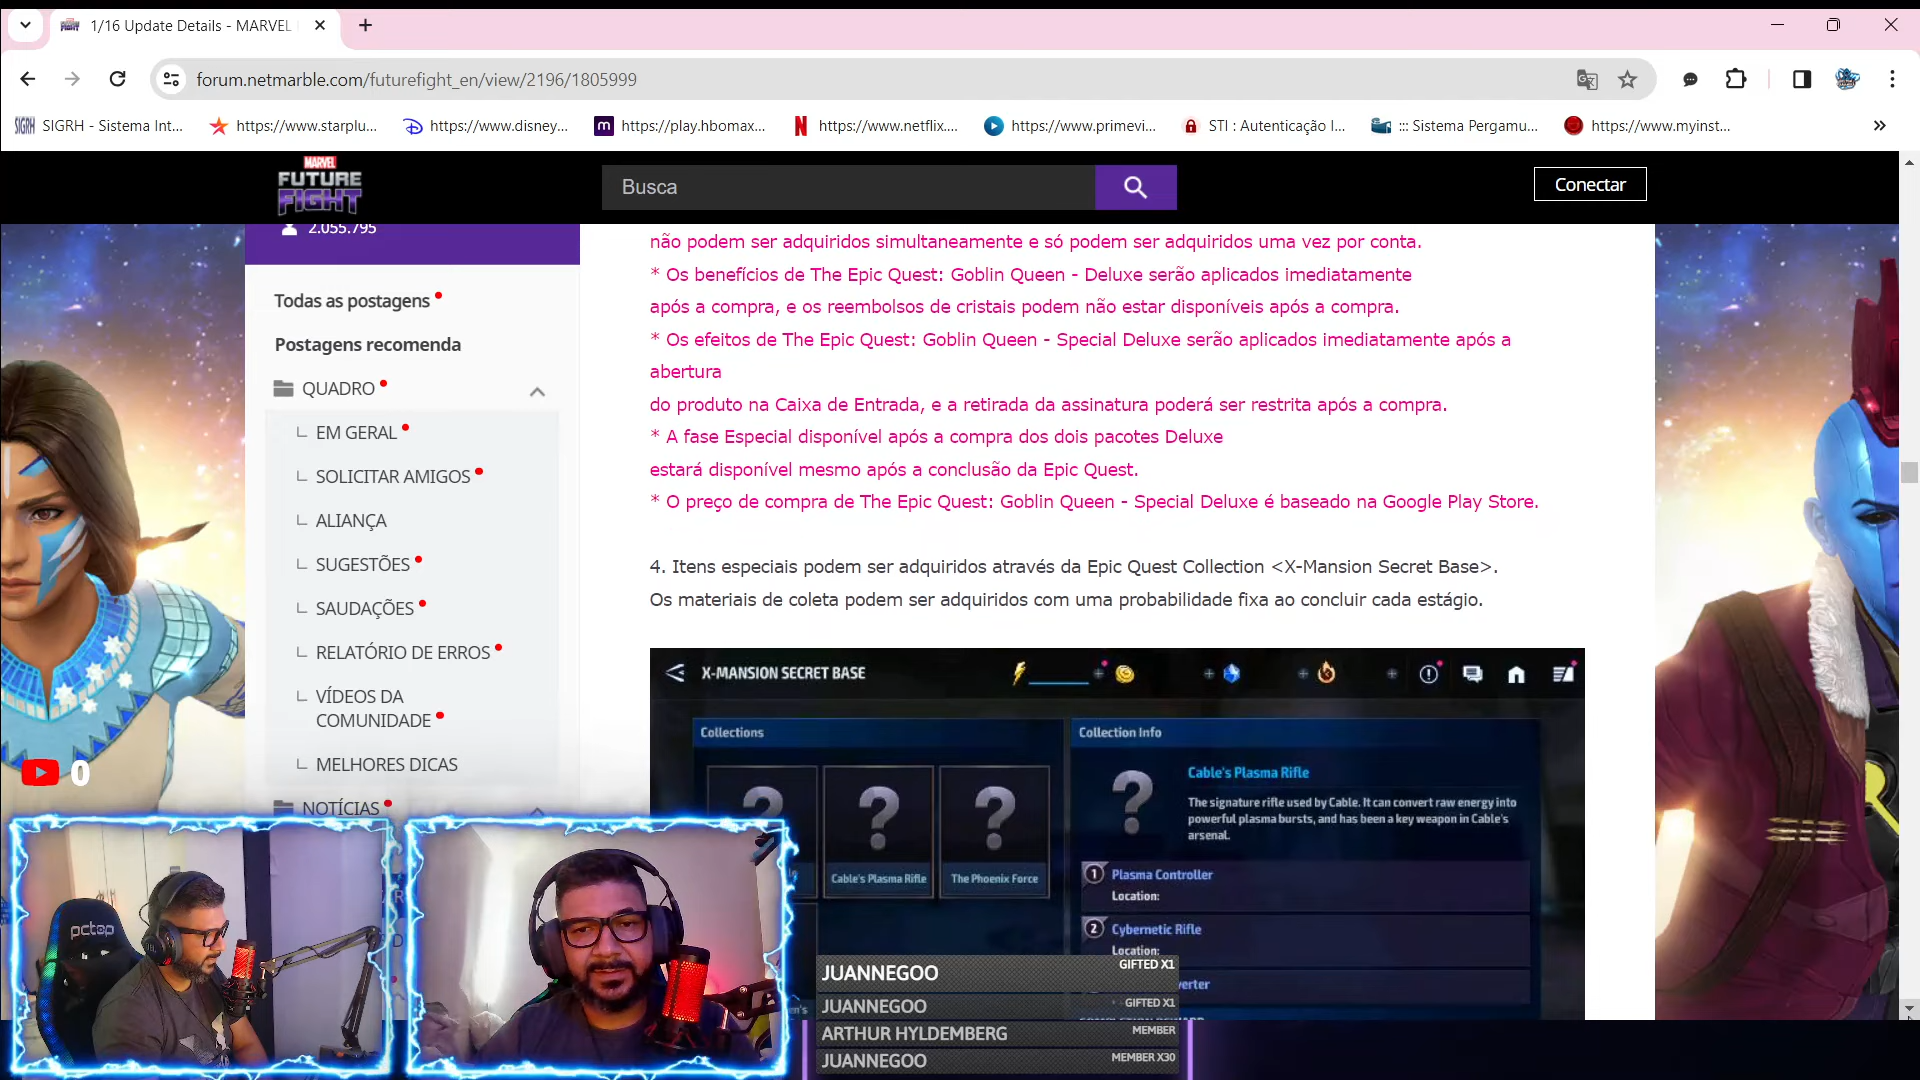 1/16 Update Details - MARVEL
forum.netmarble.com/futurefight_en/view/2196/1805999
SIGRH SIGRH - Sistema Int...
https://www.starplu...
https://www.disney...
m https://play.hbomax...
N https://www.netflix....
https://www.primevi...
STI : Autenticação I...
::: Sistema Pergamu...
https://www.myinst...
MARVEL
FUTURE
FIGHT
Busca
Conectar
2.055.795
Todas as postagens
Postagens recomenda
QUADRO
EM GERAL
SOLICITAR AMIGOS
ALIANÇA
SUGESTÕES
SAUDAÇÕES
RELATÓRIO DE ERROS
VÍDEOS DA
COMUNIDADE
MELHORES DICAS
NOTÍCIAS
não podem ser adquiridos simultaneamente e só podem ser adquiridos uma vez por conta.
* Os benefícios de The Epic Quest: Goblin Queen - Deluxe serão aplicados imediatamente
após a compra, e os reembolsos de cristais podem não estar disponíveis após a compra.
* Os efeitos de The Epic Quest: Goblin Queen - Special Deluxe serão aplicados imediatamente após a
abertura
do produto na Caixa de Entrada, e a retirada da assinatura poderá ser restrita após a compra.
* A fase Especial disponível após a compra dos dois pacotes Deluxe
estará disponível mesmo após a conclusão da Epic Quest.
* O preço de compra de The Epic Quest: Goblin Queen - Special Deluxe é baseado na Google Play Store.
4. Itens especiais podem ser adquiridos através da Epic Quest Collection <X-Mansion Secret Base>.
Os materiais de coleta podem ser adquiridos com uma probabilidade fixa ao concluir cada estágio.
X-MANSION SECRET BASE
Collections
Cable's Plasma Rifle
The Phoenix Force
Collection Info
Cable's Plasma Rifle
The signature rifle used by Cable. It can convert raw energy into
powerful plasma bursts, and has been a key weapon in Cable's
arsenal.
1 Plasma Controller
Location:
2 Cybernetic Rifle
Location:
0
pctop
JUANNEGOO GIFTED X1
JUANNEGOO GIFTED X1
ARTHUR HYLDEMBERG MEMBER
JUANNEGOO MEMBER X30